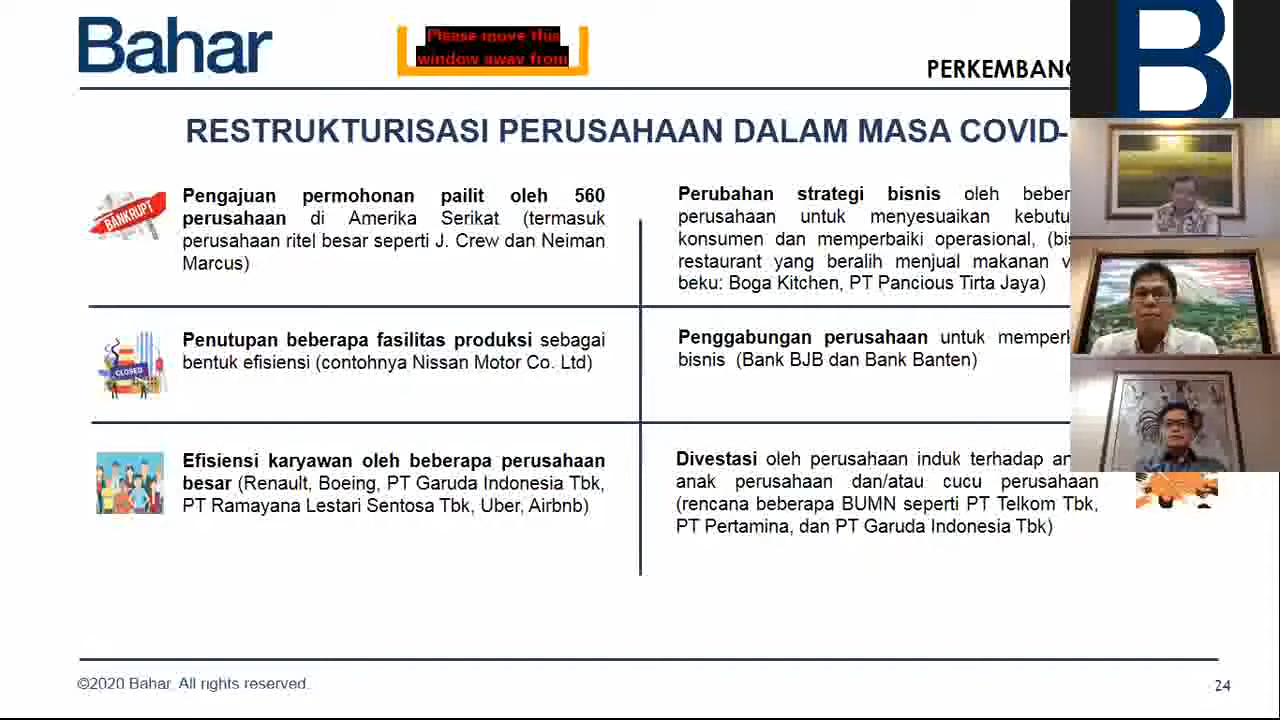 Bahar
Please move this
window away from
RESTRUKTURISASI PERUSAHAAN DALAM MASA COVID-
BANKRUPT
Pengajuan permohonan pailit oleh 560
perusahaan di Amerika Serikat (termasuk
perusahaan ritel besar seperti J. Crew dan Neiman
Marcus)
Perubahan strategi bisnis oleh
perusahaan untuk menyesuaikan
konsumen dan memperbaiki operasional,
restaurant yang beralih menjual makanan
beku: Boga Kitchen, PT Pancious Tirta Jaya)
CLOSED
Penutupan beberapa fasilitas produksi sebagai
bentuk efisiensi (contohnya Nissan Motor Co. Ltd)
Penggabungan perusahaan untuk
bisnis (Bank BJB dan Bank Banten)
Efisiensi karyawan oleh beberapa perusahaan
besar (Renault, Boeing, PT Garuda Indonesia Tbk,
PT Ramayana Lestari Sentosa Tbk, Uber, Airbnb)
Divestasi oleh perusahaan induk terhadap
anak perusahaan dan/atau cucu perusahaan
(rencana beberapa BUMN seperti PT Telkom Tbk,
PT Pertamina, dan PT Garuda Indonesia Tbk)
©2020 Bahar. All rights reserved.
24
B